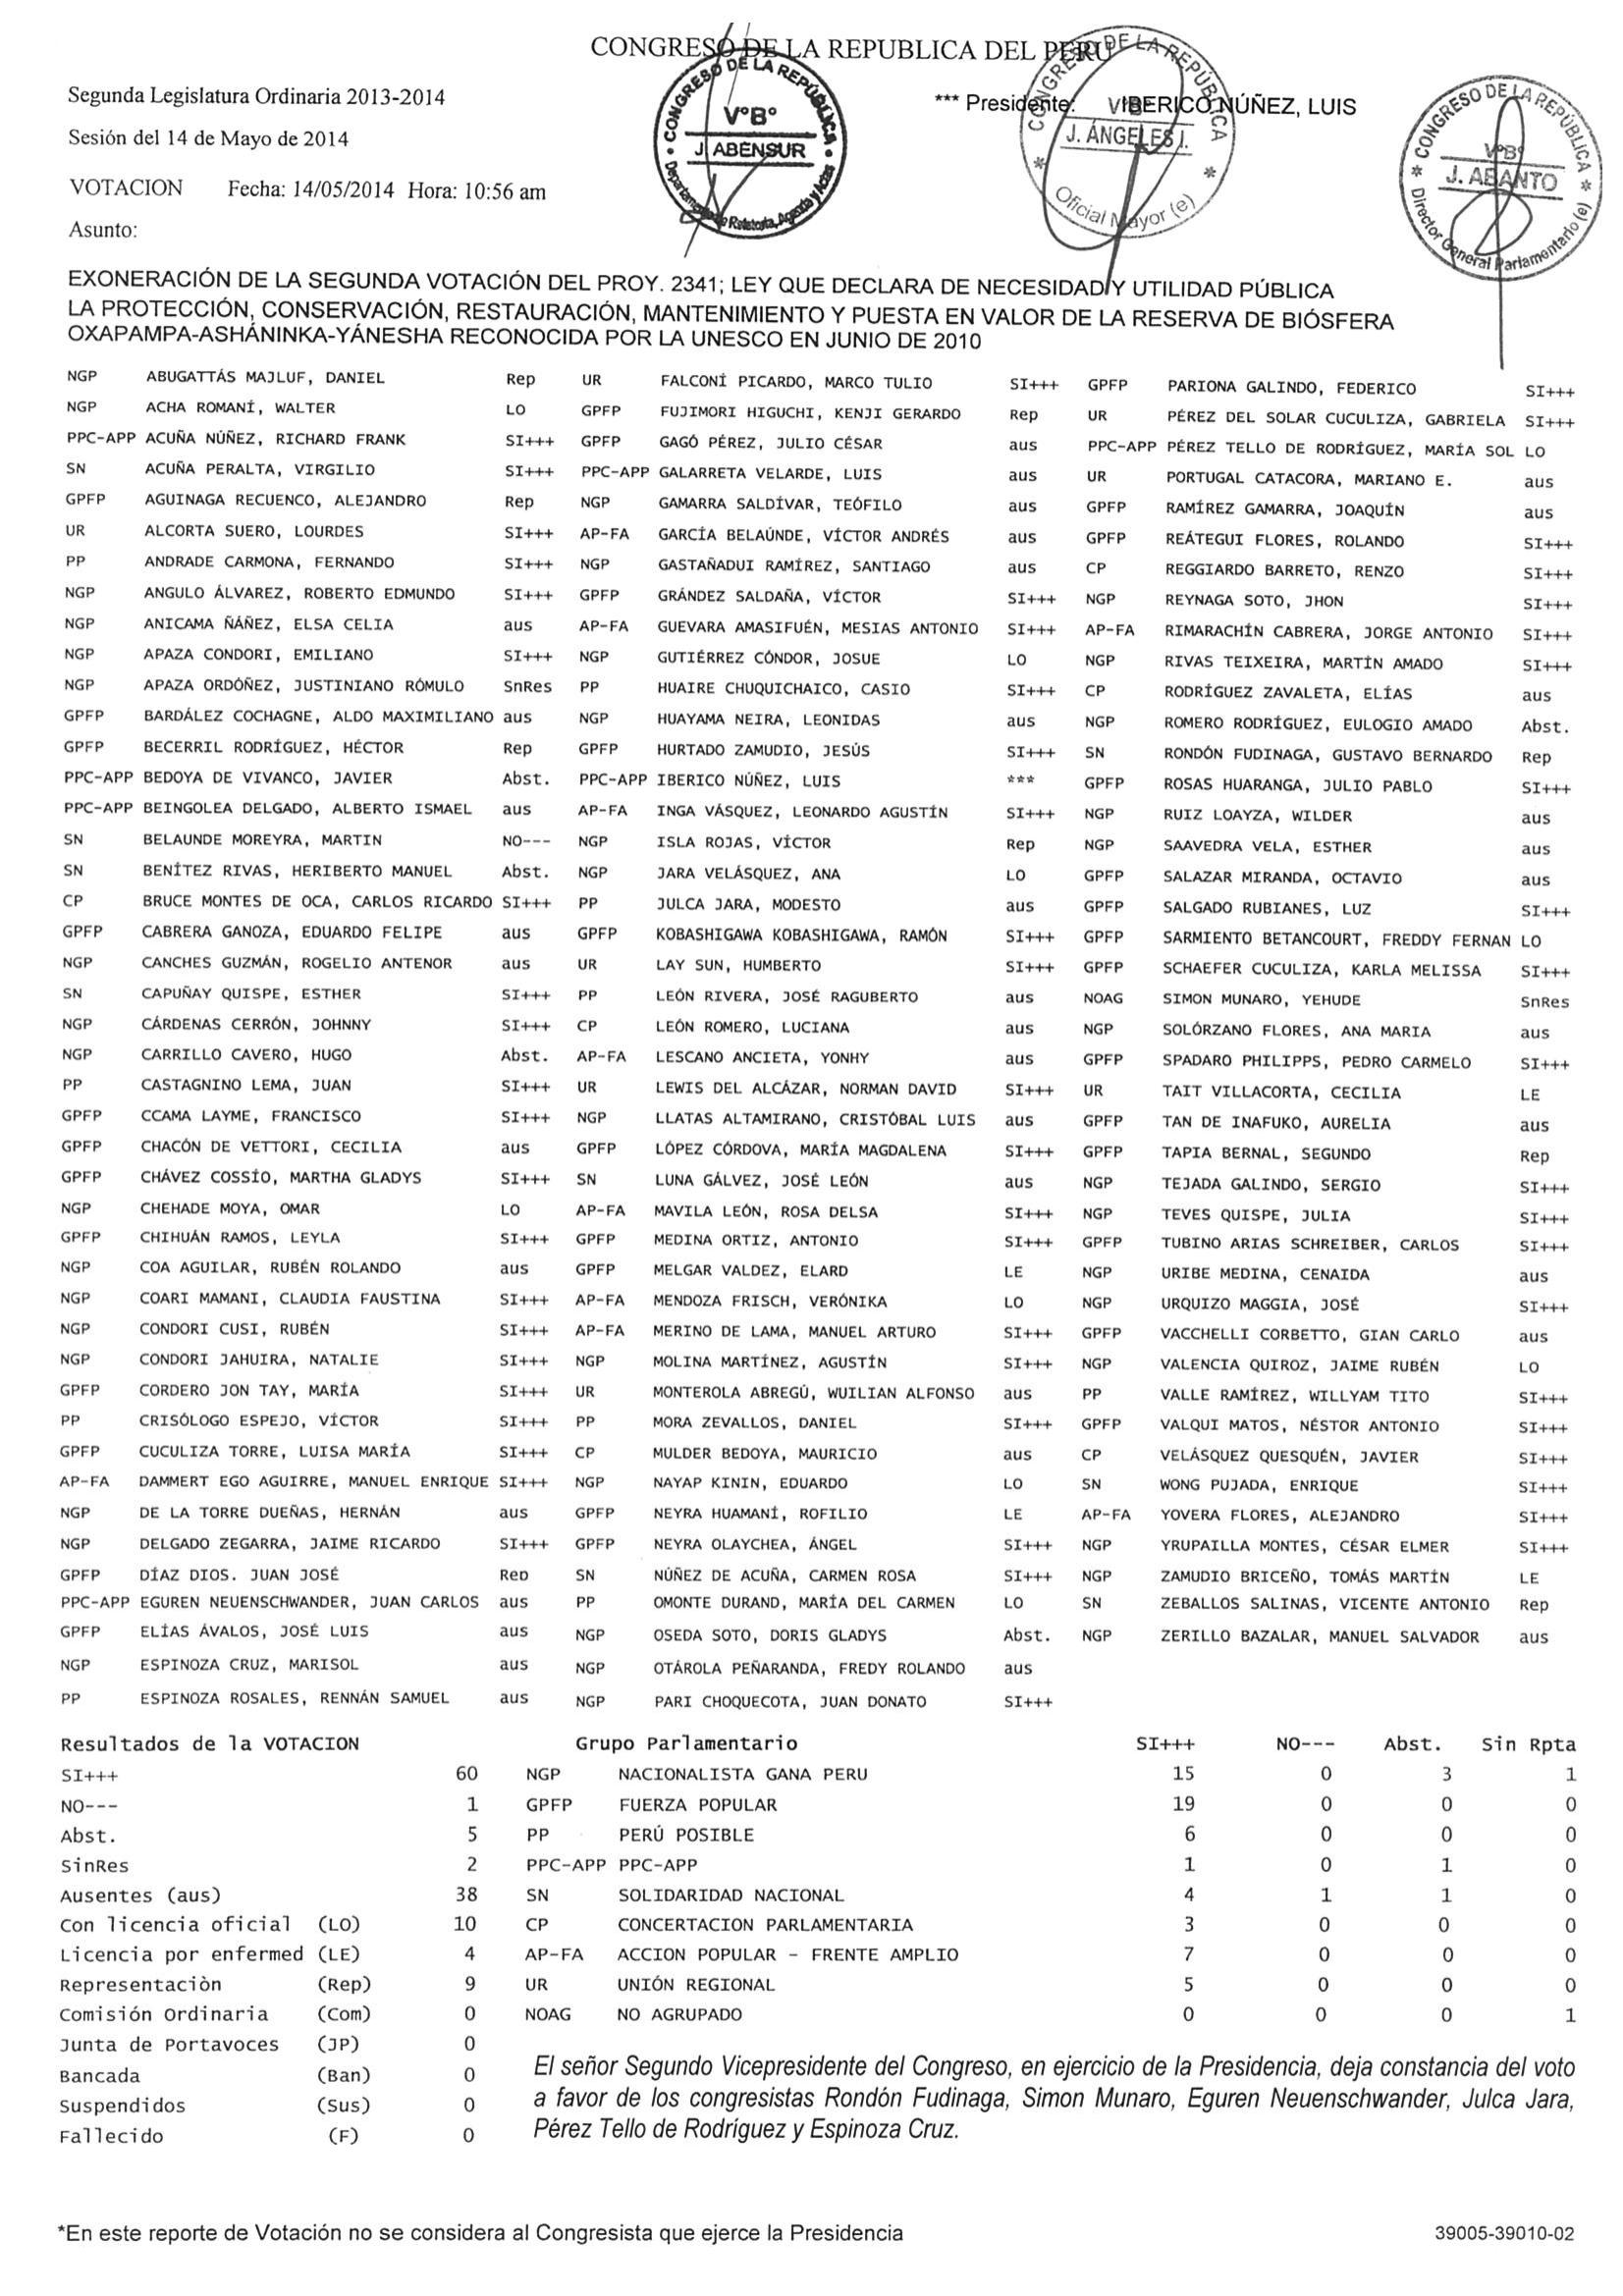 CONGRESO DE LA REPUBLICA DEL PERU
Segunda Legislatura Ordinaria 2013-2014
*** Presidente: IBERICO NÚÑEZ, LUIS
Sesión del 14 de Mayo de 2014
VOTACION Fecha: 14/05/2014 Hora: 10:56 am
Asunto:
CONGRESO DE LA REPÚBLICA
V°B°
J. ABENSUR
Departamento de Relatoría, Agenda y Actas
CONGRESO DE LA REPÚBLICA
J. ÁNGELES I.
Oficial Mayor (e)
CONGRESO DE LA REPÚBLICA
V°B°
J. ABANTO
Director General Parlamentario (e)
EXONERACIÓN DE LA SEGUNDA VOTACIÓN DEL PROY. 2341; LEY QUE DECLARA DE NECESIDAD Y UTILIDAD PÚBLICA
LA PROTECCIÓN, CONSERVACIÓN, RESTAURACIÓN, MANTENIMIENTO Y PUESTA EN VALOR DE LA RESERVA DE BIÓSFERA
OXAPAMPA-ASHÁNINKA-YÁNESHA RECONOCIDA POR LA UNESCO EN JUNIO DE 2010
NGP ABUGATTÁS MAJLUF, DANIEL Rep UR FALCONÍ PICARDO, MARCO TULIO SI+++ GPFP PARIONA GALINDO, FEDERICO SI+++
NGP ACHA ROMANÍ, WALTER LO GPFP FUJIMORI HIGUCHI, KENJI GERARDO Rep UR PÉREZ DEL SOLAR CUCULIZA, GABRIELA SI+++
PPC-APP ACUÑA NÚÑEZ, RICHARD FRANK SI+++ GPFP GAGÓ PÉREZ, JULIO CÉSAR aus PPC-APP PÉREZ TELLO DE RODRÍGUEZ, MARÍA SOL LO
SN ACUÑA PERALTA, VIRGILIO SI+++ PPC-APP GALARRETA VELARDE, LUIS aus UR PORTUGAL CATACORA, MARIANO E. aus
GPFP AGUINAGA RECUENCO, ALEJANDRO Rep NGP GAMARRA SALDÍVAR, TEÓFILO aus GPFP RAMÍREZ GAMARRA, JOAQUÍN aus
UR ALCORTA SUERO, LOURDES SI+++ AP-FA GARCÍA BELAÚNDE, VÍCTOR ANDRÉS aus GPFP REÁTEGUI FLORES, ROLANDO SI+++
PP ANDRADE CARMONA, FERNANDO SI+++ NGP GASTAÑADUI RAMÍREZ, SANTIAGO aus CP REGGIARDO BARRETO, RENZO SI+++
NGP ANGULO ÁLVAREZ, ROBERTO EDMUNDO SI+++ GPFP GRÁNDEZ SALDAÑA, VÍCTOR SI+++ NGP REYNAGA SOTO, JHON SI+++
NGP ANICAMA ÑÁÑEZ, ELSA CELIA aus AP-FA GUEVARA AMASIFUÉN, MESIAS ANTONIO SI+++ AP-FA RIMARACHÍN CABRERA, JORGE ANTONIO SI+++
NGP APAZA CONDORI, EMILIANO SI+++ NGP GUTIÉRREZ CÓNDOR, JOSUE LO NGP RIVAS TEIXEIRA, MARTÍN AMADO SI+++
NGP APAZA ORDÓÑEZ, JUSTINIANO RÓMULO SnRes PP HUAIRE CHUQUICHAICO, CASIO SI+++ CP RODRÍGUEZ ZAVALETA, ELÍAS aus
GPFP BARDÁLEZ COCHAGNE, ALDO MAXIMILIANO aus NGP HUAYAMA NEIRA, LEONIDAS aus NGP ROMERO RODRÍGUEZ, EULOGIO AMADO Abst.
GPFP BECERRIL RODRÍGUEZ, HÉCTOR Rep GPFP HURTADO ZAMUDIO, JESÚS SI+++ SN RONDÓN FUDINAGA, GUSTAVO BERNARDO Rep
PPC-APP BEDOYA DE VIVANCO, JAVIER Abst. PPC-APP IBERICO NÚÑEZ, LUIS *** GPFP ROSAS HUARANGA, JULIO PABLO SI+++
PPC-APP BEINGOLEA DELGADO, ALBERTO ISMAEL aus AP-FA INGA VÁSQUEZ, LEONARDO AGUSTÍN SI+++ NGP RUIZ LOAYZA, WILDER aus
SN BELAUNDE MOREYRA, MARTIN NO--- NGP ISLA ROJAS, VÍCTOR Rep NGP SAAVEDRA VELA, ESTHER aus
SN BENÍTEZ RIVAS, HERIBERTO MANUEL Abst. NGP JARA VELÁSQUEZ, ANA LO GPFP SALAZAR MIRANDA, OCTAVIO aus
CP BRUCE MONTES DE OCA, CARLOS RICARDO SI+++ PP JULCA JARA, MODESTO aus GPFP SALGADO RUBIANES, LUZ SI+++
GPFP CABRERA GANOZA, EDUARDO FELIPE aus GPFP KOBASHIGAWA KOBASHIGAWA, RAMÓN SI+++ GPFP SARMIENTO BETANCOURT, FREDDY FERNAN LO
NGP CANCHES GUZMÁN, ROGELIO ANTENOR aus UR LAY SUN, HUMBERTO SI+++ GPFP SCHAEFER CUCULIZA, KARLA MELISSA SI+++
SN CAPUÑAY QUISPE, ESTHER SI+++ PP LEÓN RIVERA, JOSÉ RAGUBERTO aus NOAG SIMON MUNARO, YEHUDE SnRes
NGP CÁRDENAS CERRÓN, JOHNNY SI+++ CP LEÓN ROMERO, LUCIANA aus NGP SOLÓRZANO FLORES, ANA MARIA aus
NGP CARRILLO CAVERO, HUGO Abst. AP-FA LESCANO ANCIETA, YONHY aus GPFP SPADARO PHILIPPS, PEDRO CARMELO SI+++
PP CASTAGNINO LEMA, JUAN SI+++ UR LEWIS DEL ALCÁZAR, NORMAN DAVID SI+++ UR TAIT VILLACORTA, CECILIA LE
GPFP CCAMA LAYME, FRANCISCO SI+++ NGP LLATAS ALTAMIRANO, CRISTÓBAL LUIS aus GPFP TAN DE INAFUKO, AURELIA aus
GPFP CHACÓN DE VETTORI, CECILIA aus GPFP LÓPEZ CÓRDOVA, MARÍA MAGDALENA SI+++ GPFP TAPIA BERNAL, SEGUNDO Rep
GPFP CHÁVEZ COSSÍO, MARTHA GLADYS SI+++ SN LUNA GÁLVEZ, JOSÉ LEÓN aus NGP TEJADA GALINDO, SERGIO SI+++
NGP CHEHADE MOYA, OMAR LO AP-FA MAVILA LEÓN, ROSA DELSA SI+++ NGP TEVES QUISPE, JULIA SI+++
GPFP CHIHUÁN RAMOS, LEYLA SI+++ GPFP MEDINA ORTIZ, ANTONIO SI+++ GPFP TUBINO ARIAS SCHREIBER, CARLOS SI+++
NGP COA AGUILAR, RUBÉN ROLANDO aus GPFP MELGAR VALDEZ, ELARD LE NGP URIBE MEDINA, CENAIDA aus
NGP COARI MAMANI, CLAUDIA FAUSTINA SI+++ AP-FA MENDOZA FRISCH, VERÓNIKA LO NGP URQUIZO MAGGIA, JOSÉ SI+++
NGP CONDORI CUSI, RUBÉN SI+++ AP-FA MERINO DE LAMA, MANUEL ARTURO SI+++ GPFP VACCHELLI CORBETTO, GIAN CARLO aus
NGP CONDORI JAHUIRA, NATALIE SI+++ NGP MOLINA MARTÍNEZ, AGUSTÍN SI+++ NGP VALENCIA QUIROZ, JAIME RUBÉN LO
GPFP CORDERO JON TAY, MARÍA SI+++ UR MONTEROLA ABREGÚ, WUILIAN ALFONSO aus PP VALLE RAMÍREZ, WILLYAM TITO SI+++
PP CRISÓLOGO ESPEJO, VÍCTOR SI+++ PP MORA ZEVALLOS, DANIEL SI+++ GPFP VALQUI MATOS, NÉSTOR ANTONIO SI+++
GPFP CUCULIZA TORRE, LUISA MARÍA SI+++ CP MULDER BEDOYA, MAURICIO aus CP VELÁSQUEZ QUESQUÉN, JAVIER SI+++
AP-FA DAMMERT EGO AGUIRRE, MANUEL ENRIQUE SI+++ NGP NAYAP KININ, EDUARDO LO SN WONG PUJADA, ENRIQUE SI+++
NGP DE LA TORRE DUEÑAS, HERNÁN aus GPFP NEYRA HUAMANÍ, ROFILIO LE AP-FA YOVERA FLORES, ALEJANDRO SI+++
NGP DELGADO ZEGARRA, JAIME RICARDO SI+++ GPFP NEYRA OLAYCHEA, ÁNGEL SI+++ NGP YRUPAILLA MONTES, CÉSAR ELMER SI+++
GPFP DÍAZ DIOS. JUAN JOSÉ Rep SN NÚÑEZ DE ACUÑA, CARMEN ROSA SI+++ NGP ZAMUDIO BRICEÑO, TOMÁS MARTÍN LE
PPC-APP EGUREN NEUENSCHWANDER, JUAN CARLOS aus PP OMONTE DURAND, MARÍA DEL CARMEN LO SN ZEBALLOS SALINAS, VICENTE ANTONIO Rep
GPFP ELÍAS ÁVALOS, JOSÉ LUIS aus NGP OSEDA SOTO, DORIS GLADYS Abst. NGP ZERILLO BAZALAR, MANUEL SALVADOR aus
NGP ESPINOZA CRUZ, MARISOL aus NGP OTÁROLA PEÑARANDA, FREDY ROLANDO aus
PP ESPINOZA ROSALES, RENNÁN SAMUEL aus NGP PARI CHOQUECOTA, JUAN DONATO SI+++
Resultados de la VOTACION Grupo Parlamentario SI+++ NO--- Abst. Sin Rpta
SI+++ 60 NGP NACIONALISTA GANA PERU 15 0 3 1
NO--- 1 GPFP FUERZA POPULAR 19 0 0 0
Abst. 5 PP PERÚ POSIBLE 6 0 0 0
SinRes 2 PPC-APP PPC-APP 1 0 1 0
Ausentes (aus) 38 SN SOLIDARIDAD NACIONAL 4 1 1 0
Con licencia oficial (LO) 10 CP CONCERTACION PARLAMENTARIA 3 0 0 0
Licencia por enfermed (LE) 4 AP-FA ACCION POPULAR - FRENTE AMPLIO 7 0 0 0
Representaciòn (Rep) 9 UR UNIÓN REGIONAL 5 0 0 0
Comisión Ordinaria (Com) 0 NOAG NO AGRUPADO 0 0 0 1
Junta de Portavoces (JP) 0
Bancada (Ban) 0
Suspendidos (Sus) 0
Fallecido (F) 0
El señor Segundo Vicepresidente del Congreso, en ejercicio de la Presidencia, deja constancia del voto
a favor de los congresistas Rondón Fudinaga, Simon Munaro, Eguren Neuenschwander, Julca Jara,
Pérez Tello de Rodríguez y Espinoza Cruz.
*En este reporte de Votación no se considera al Congresista que ejerce la Presidencia 39005-39010-02